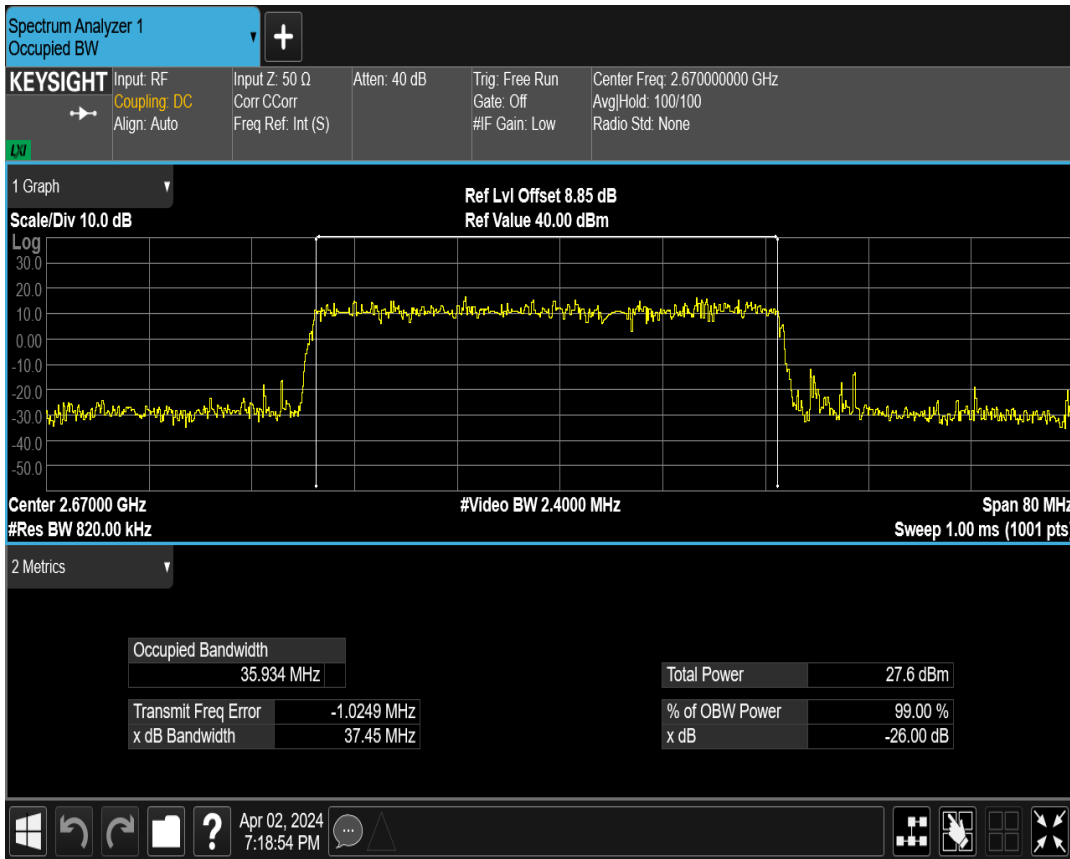 Spectrum Analyzer 1
Occupied BW
KEYSIGHT
LXI
Input: RF
Coupling: DC
Align: Auto
Input Z: 50 Ω
Corr CCorr
Freq Ref: Int (S)
Atten: 40 dB
Trig: Free Run
Gate: Off
#IF Gain: Low
Center Freq: 2.670000000 GHz
Avg|Hold: 100/100
Radio Std: None
1 Graph
Scale/Div 10.0 dB
Ref Lvl Offset 8.85 dB
Ref Value 40.00 dBm
Log
30.0
20.0
10.0
0.00
-10.0
-20.0
-30.0
-40.0
-50.0
Center 2.67000 GHz
#Video BW 2.4000 MHz
Span 80 MHz
#Res BW 820.00 kHz
Sweep 1.00 ms (1001 pts)
2 Metrics
Occupied Bandwidth
35.934 MHz
Total Power 27.6 dBm
Transmit Freq Error -1.0249 MHz
% of OBW Power 99.00 %
x dB Bandwidth 37.45 MHz
x dB -26.00 dB
?
Apr 02, 2024
7:18:54 PM